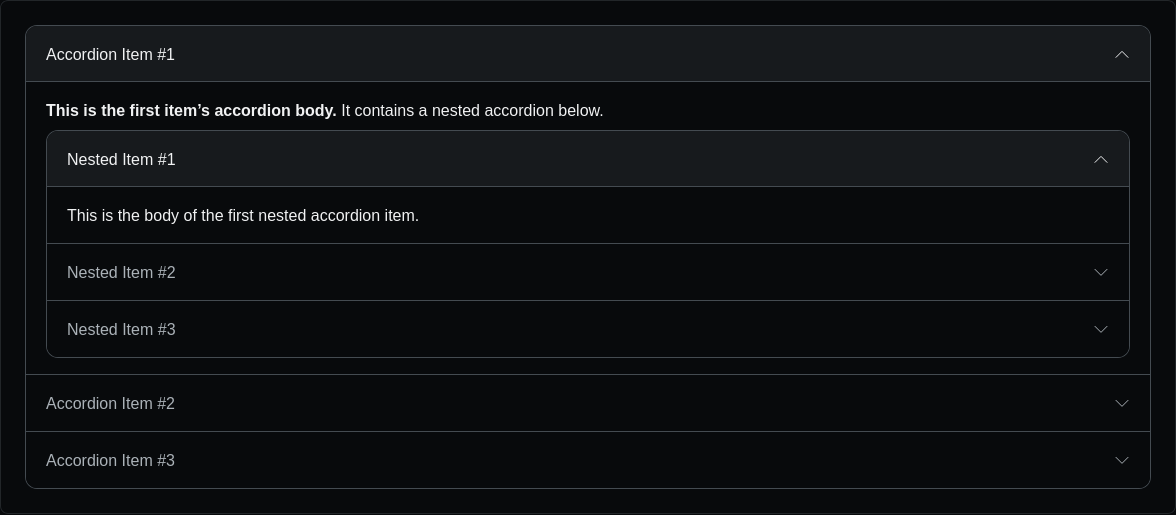 Accordion Item #1
This is the first item’s accordion body. It contains a nested accordion below.
Nested Item #1
This is the body of the first nested accordion item.
Nested Item #2
Nested Item #3
Accordion Item #2
Accordion Item #3